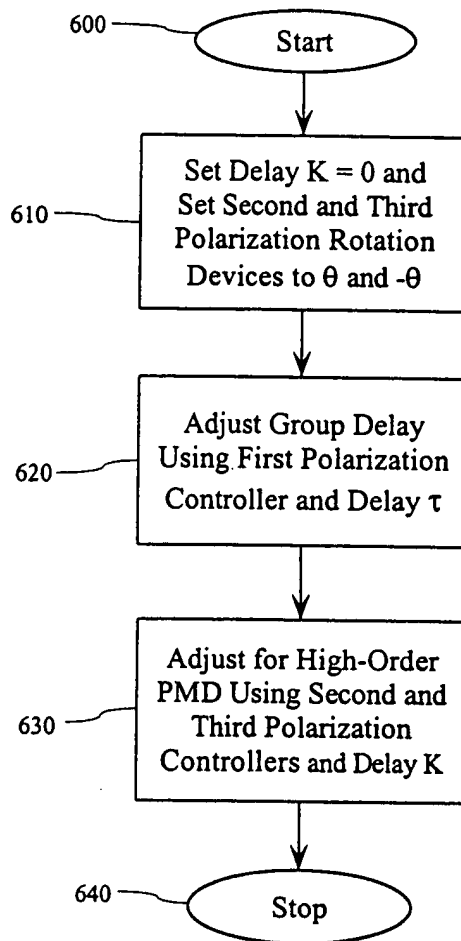 600
Start
610
Set Delay K = 0 and
Set Second and Third
Polarization Rotation
Devices to θ and -θ
620
Adjust Group Delay
Using First Polarization
Controller and Delay τ
630
Adjust for High-Order
PMD Using Second and
Third Polarization
Controllers and Delay K
640
Stop